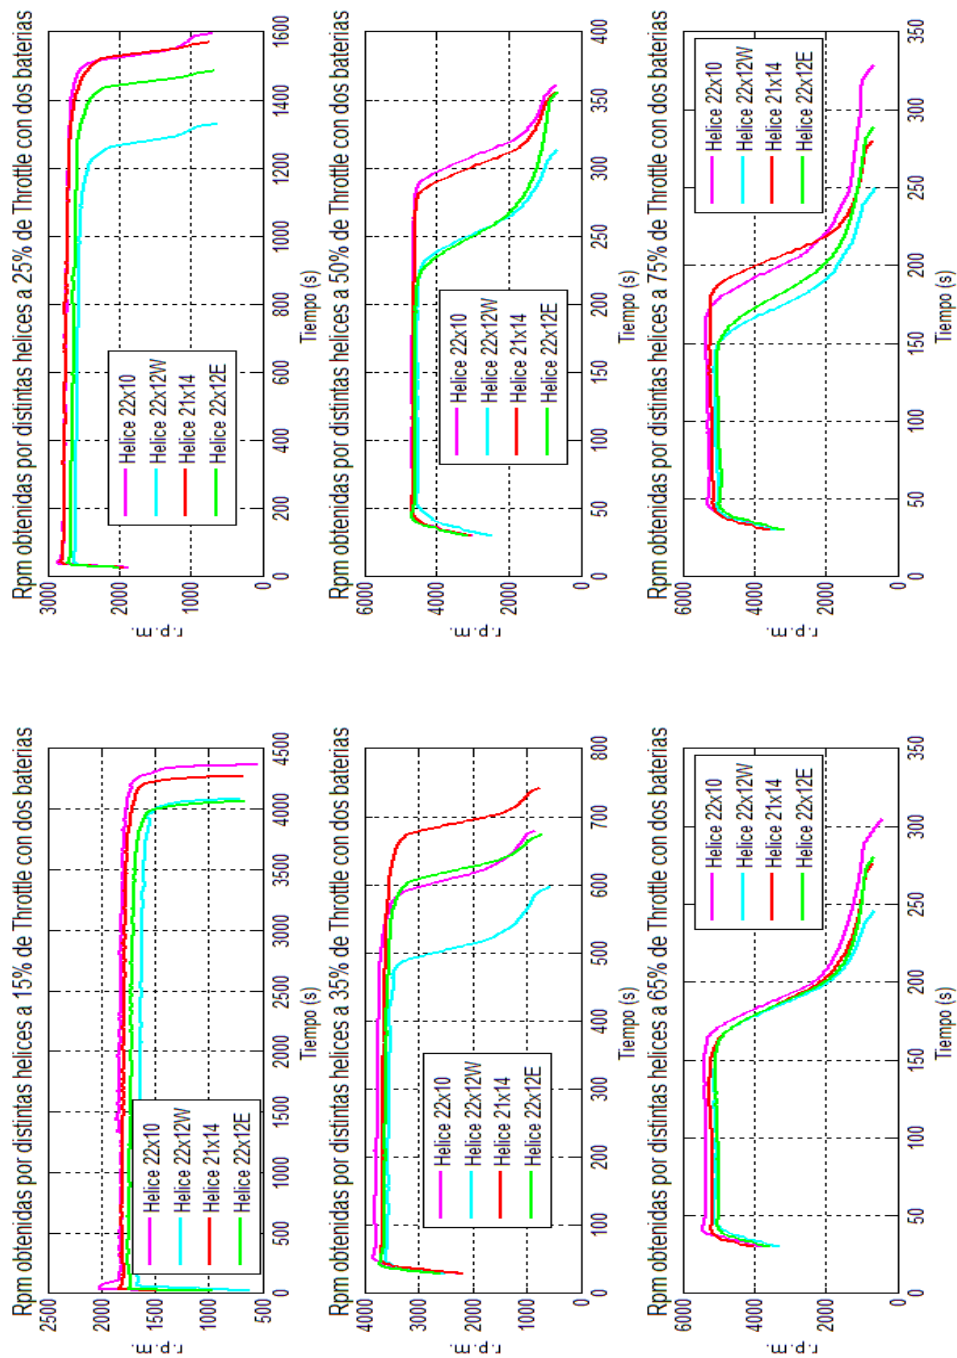 Rpm obtenidas por distintas helices a 15% de Throttle con dos baterias
2500
2000
1500
1000
500
r.p.m.
Helice 22x10
Helice 22x12W
Helice 21x14
Helice 22x12E
0 500 1000 1500 2000 2500 3000 3500 4000 4500
Tiempo (s)
Rpm obtenidas por distintas helices a 25% de Throttle con dos baterias
3000
2000
1000
0
r.p.m.
Helice 22x10
Helice 22x12W
Helice 21x14
Helice 22x12E
0 200 400 600 800 1000 1200 1400 1600
Tiempo (s)
Rpm obtenidas por distintas helices a 35% de Throttle con dos baterias
4000
3000
2000
1000
0
r.p.m.
Helice 22x10
Helice 22x12W
Helice 21x14
Helice 22x12E
0 100 200 300 400 500 600 700 800
Tiempo (s)
Rpm obtenidas por distintas helices a 50% de Throttle con dos baterias
6000
4000
2000
0
r.p.m.
Helice 22x10
Helice 22x12W
Helice 21x14
Helice 22x12E
0 50 100 150 200 250 300 350 400
Tiempo (s)
Rpm obtenidas por distintas helices a 65% de Throttle con dos baterias
6000
4000
2000
0
r.p.m.
Helice 22x10
Helice 22x12W
Helice 21x14
Helice 22x12E
0 50 100 150 200 250 300 350
Tiempo (s)
Rpm obtenidas por distintas helices a 75% de Throttle con dos baterias
6000
4000
2000
0
r.p.m.
Helice 22x10
Helice 22x12W
Helice 21x14
Helice 22x12E
0 50 100 150 200 250 300 350
Tiempo (s)